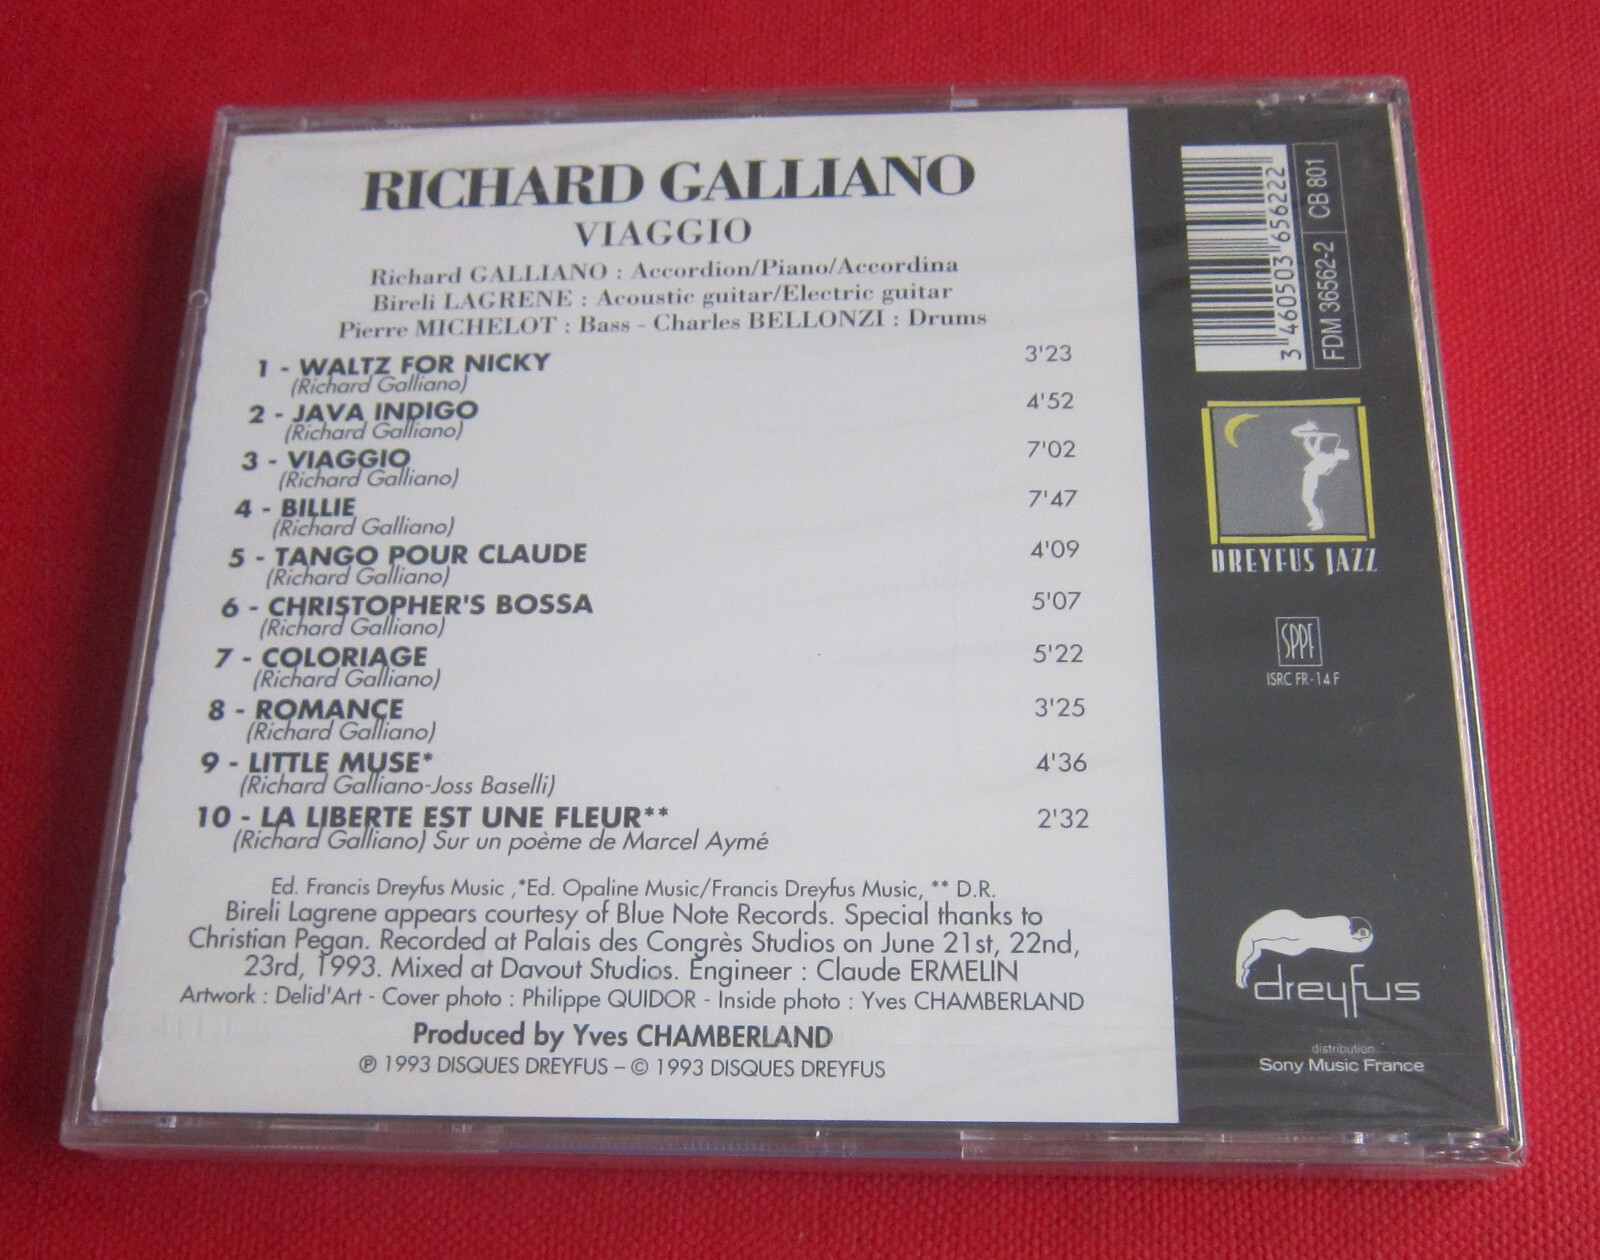 RICHARD GALLIANO
VIAGGIO
Richard GALLIANO : Accordion/Piano/Accordina
Bireli LAGRENE : Acoustic guitar/Electric guitar
Pierre MICHELOT : Bass - Charles BELLONZI : Drums
1 - WALTZ FOR NICKY 3'23
(Richard Galliano)
2 - JAVA INDIGO 4'52
(Richard Galliano)
3 - VIAGGIO 7'02
(Richard Galliano)
4 - BILLIE 7'47
(Richard Galliano)
5 - TANGO POUR CLAUDE 4'09
(Richard Galliano)
6 - CHRISTOPHER'S BOSSA 5'07
(Richard Galliano)
7 - COLORIAGE 5'22
(Richard Galliano)
8 - ROMANCE 3'25
(Richard Galliano)
9 - LITTLE MUSE* 4'36
(Richard Galliano-Joss Baselli)
10 - LA LIBERTE EST UNE FLEUR** 2'32
(Richard Galliano) Sur un poème de Marcel Aymé
Ed. Francis Dreyfus Music ,*Ed. Opaline Music/Francis Dreyfus Music, ** D.R.
Bireli Lagrene appears courtesy of Blue Note Records. Special thanks to
Christian Pegan. Recorded at Palais des Congrès Studios on June 21st, 22nd,
23rd, 1993. Mixed at Davout Studios. Engineer : Claude ERMELIN
Artwork : Delid'Art - Cover photo : Philippe QUIDOR - Inside photo : Yves CHAMBERLAND
Produced by Yves CHAMBERLAND
℗ 1993 DISQUES DREYFUS – © 1993 DISQUES DREYFUS
3 460503 656222
FDM 36562-2 CB 801
DREYFUS JAZZ
SPPF
ISRC FR-14 F
dreyfus
distribution
Sony Music France